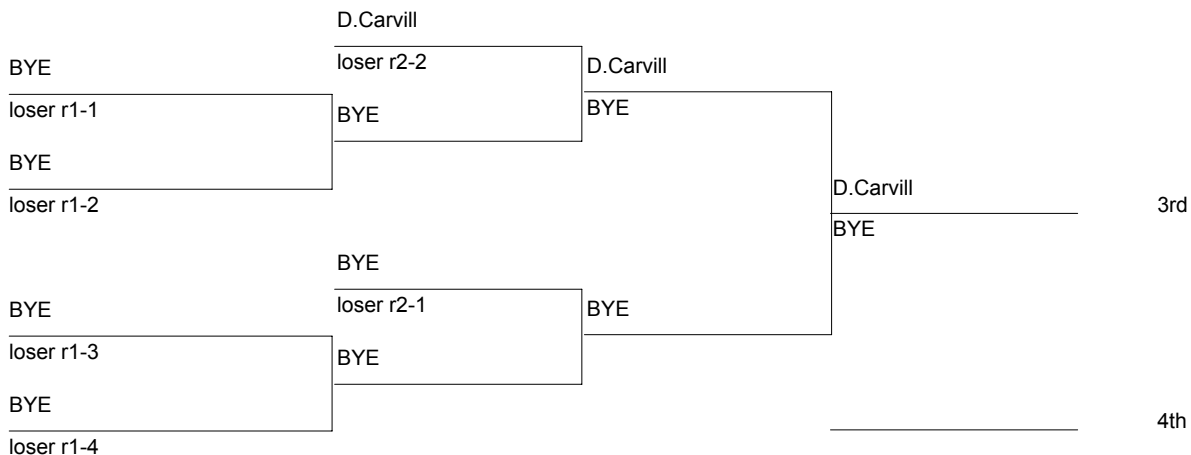 D.Carvill
loser r2-2
BYE
loser r1-1
BYE
BYE
loser r1-2
D.Carvill
BYE
D.Carvill
BYE
3rd
BYE
loser r2-1
BYE
loser r1-3
BYE
BYE
loser r1-4
BYE
4th